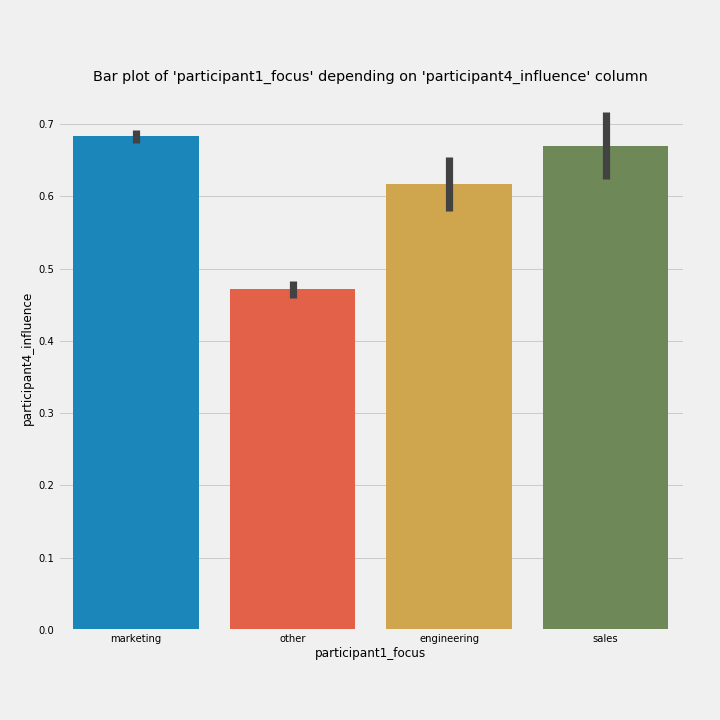 Bar plot of 'participant1_focus' depending on 'participant4_influence' column
participant4_influence
0.7
0.6
0.5
0.4
0.3
0.2
0.1
0.0
marketing other engineering sales
participant1_focus